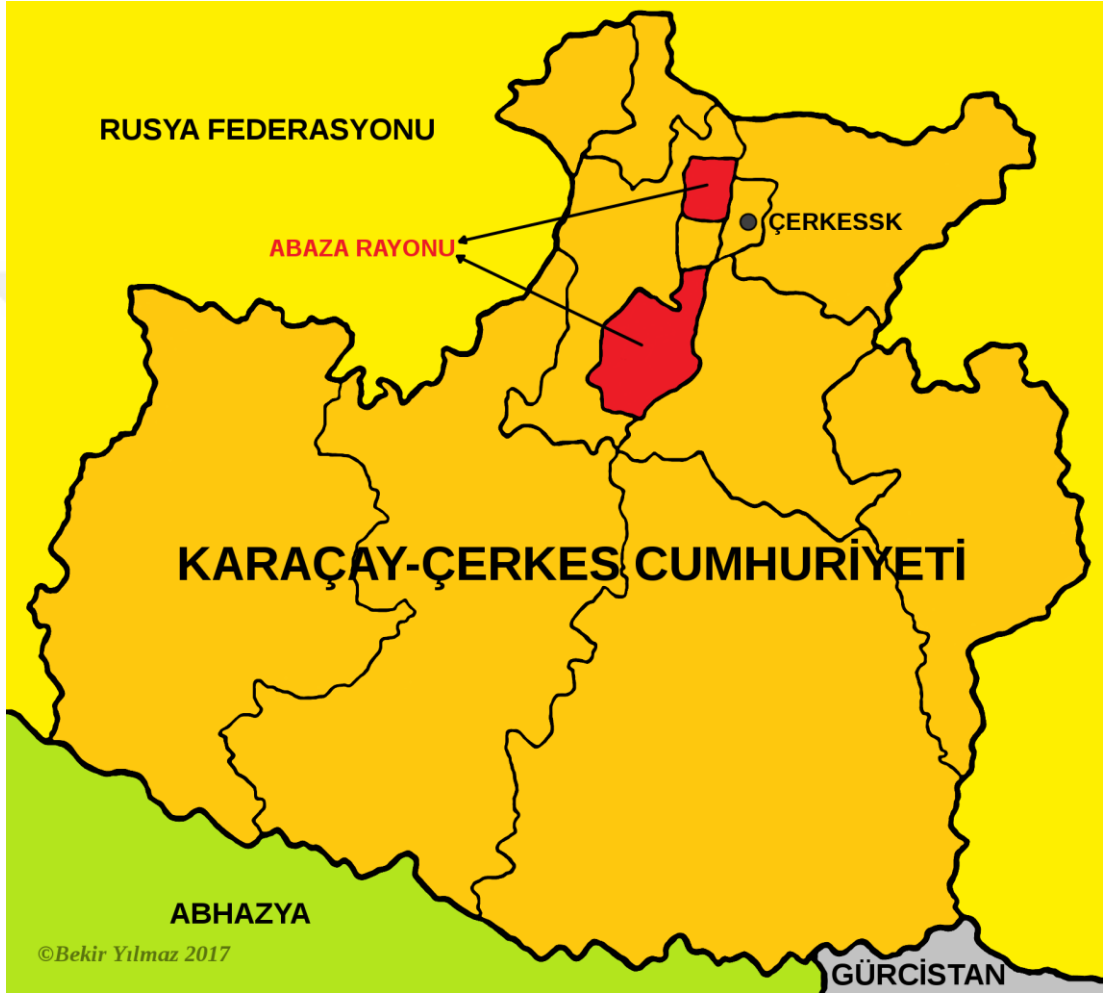 RUSYA FEDERASYONU
ÇERKESSK
ABAZA RAYONU
KARAÇAY-ÇERKES CUMHURİYETİ
ABHAZYA
©Bekir Yılmaz 2017
GÜRCİSTAN